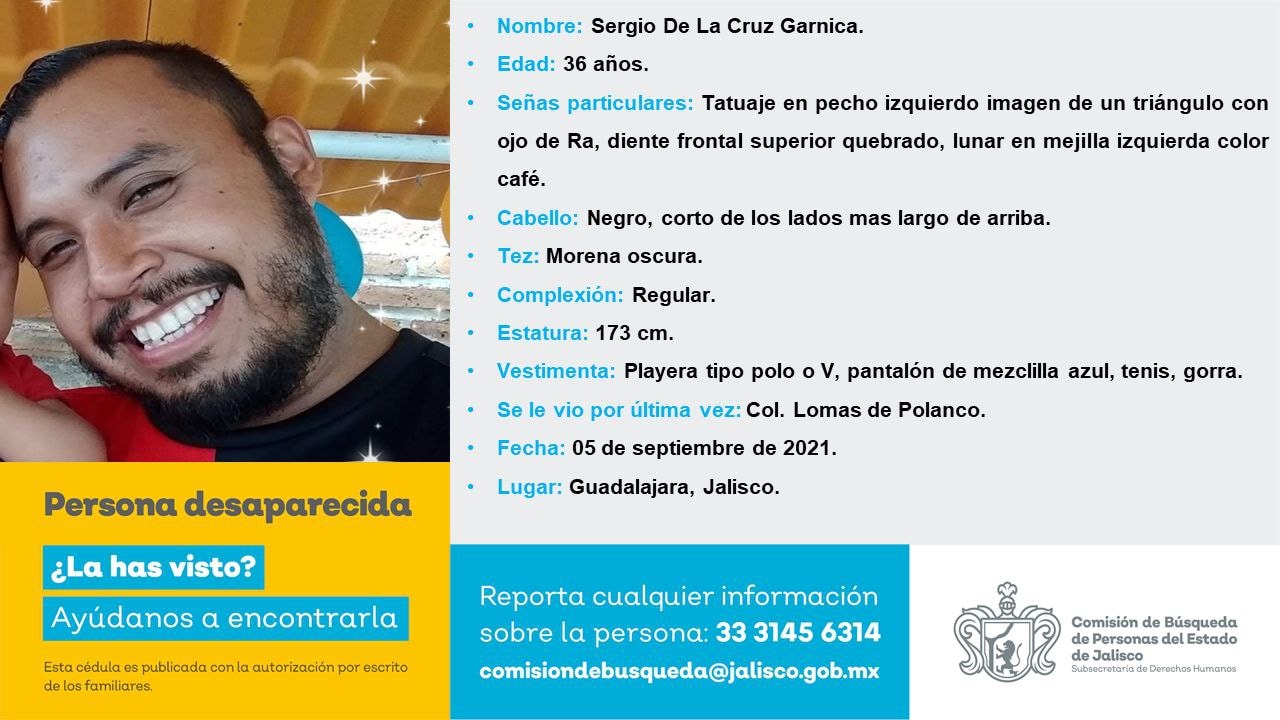 Nombre: Sergio De La Cruz Garnica.
Edad: 36 años.
Señas particulares: Tatuaje en pecho izquierdo imagen de un triángulo con
ojo de Ra, diente frontal superior quebrado, lunar en mejilla izquierda color
café.
Cabello: Negro, corto de los lados mas largo de arriba.
Tez: Morena oscura.
Complexión: Regular.
Estatura: 173 cm.
Vestimenta: Playera tipo polo o V, pantalón de mezclilla azul, tenis, gorra.
Se le vio por última vez: Col. Lomas de Polanco.
Fecha: 05 de septiembre de 2021.
Lugar: Guadalajara, Jalisco.
Persona desaparecida
¿La has visto?
Ayúdanos a encontrarla
Esta cédula es publicada con la autorización por escrito
de los familiares.
Reporta cualquier información
sobre la persona: 33 3145 6314
comisiondebusqueda@jalisco.gob.mx
Comisión de Búsqueda
de Personas del Estado
de Jalisco
Subsecretaría de Derechos Humanos